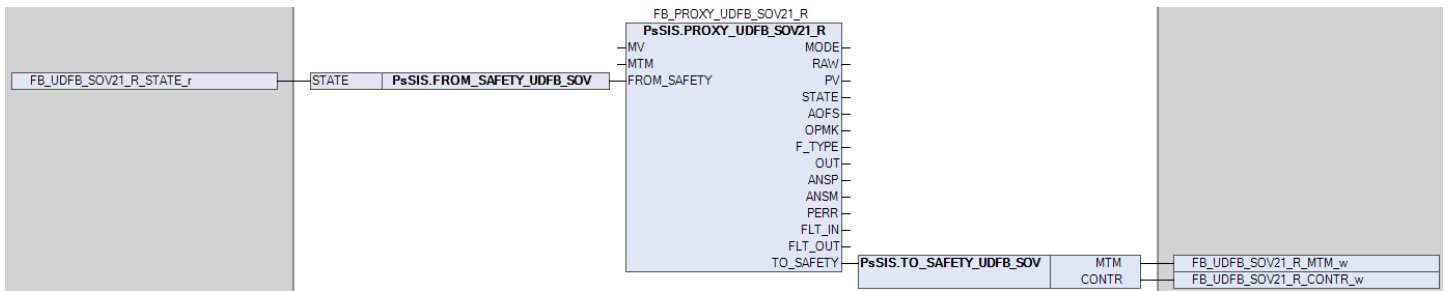 FB_PROXY_UDFB_SOV21_R
PsSIS.PROXY_UDFB_SOV21_R
MV MODE
MTM RAW
FB_UDFB_SOV21_R_STATE_r STATE PsSIS.FROM_SAFETY_UDFB_SOV FROM_SAFETY PV
STATE
AOFS
OPMK
F_TYPE
OUT
ANSP
ANSM
PERR
FLT_IN
FLT_OUT
TO_SAFETY PsSIS.TO_SAFETY_UDFB_SOV MTM FB_UDFB_SOV21_R_MTM_w
CONTR FB_UDFB_SOV21_R_CONTR_w